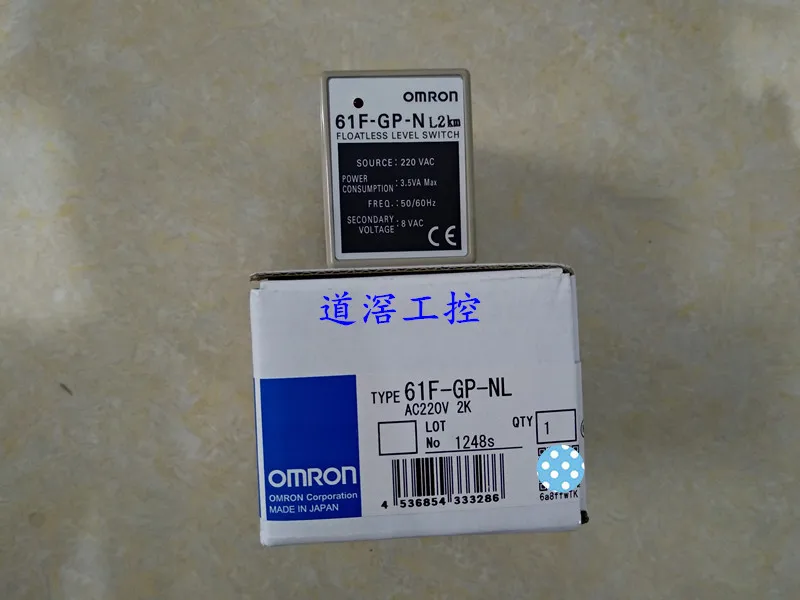 OMRON
61F-GP-N L2km
FLOATLESS LEVEL SWITCH
SOURCE: 220 VAC
POWER CONSUMPTION: 3.5VA Max
FREQ.: 50/60Hz
SECONDARY VOLTAGE: 8 VAC
CE
道滘工控
TYPE 61F-GP-NL
AC220V 2K
LOT No 1248s
QTY 1
OMRON
OMRON Corporation
MADE IN JAPAN
4 536854 333286
6a8ffwTK